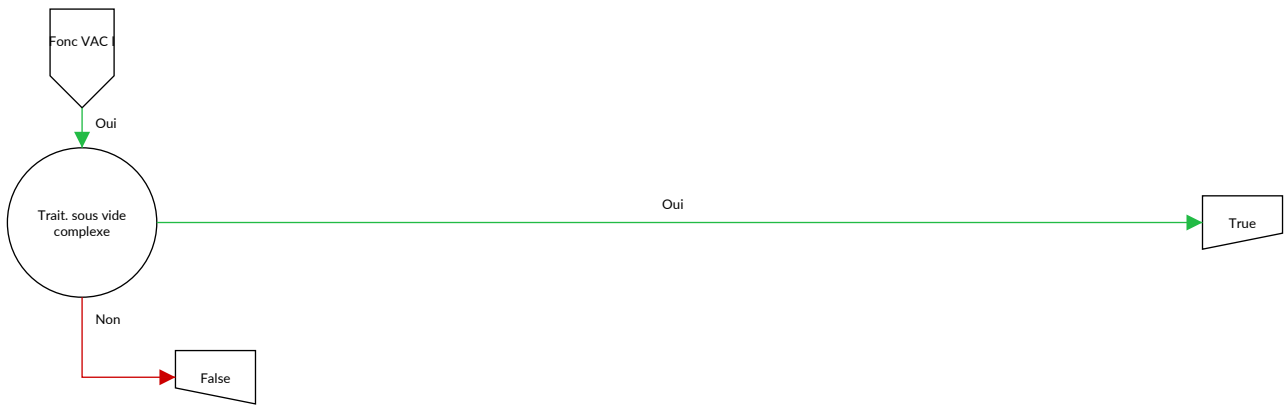 Fonc VAC I
Oui
Trait. sous vide
complexe
Oui
True
Non
False